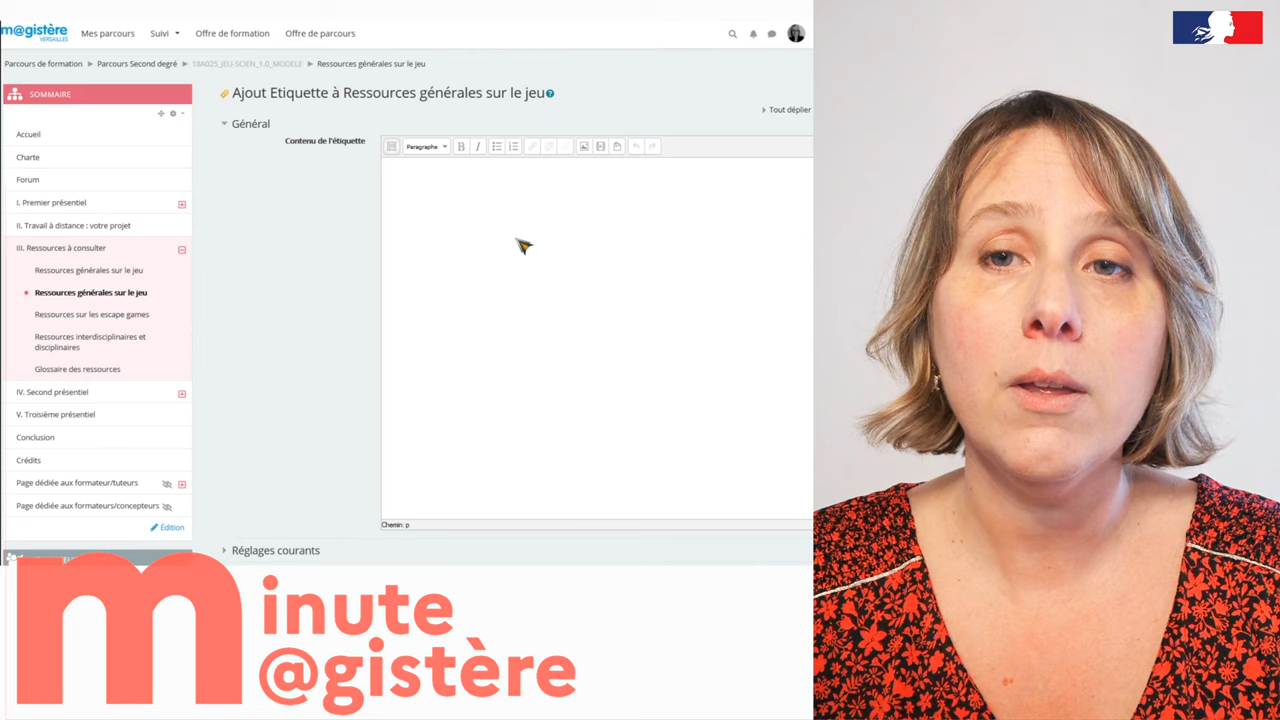 m@gistère
VERSAILLES
Mes parcours
Suivi
Offre de formation
Offre de parcours
Parcours de formation
Parcours Second degré
18A025_JEU-SCIEN_1.0_MODELE
Ressources générales sur le jeu
SOMMAIRE
Accueil
Charte
Forum
I. Premier présentiel
II. Travail à distance : votre projet
III. Ressources à consulter
Ressources générales sur le jeu
Ressources générales sur le jeu
Ressources sur les escape games
Ressources interdisciplinaires et
disciplinaires
Glossaire des ressources
IV. Second présentiel
V. Troisième présentiel
Conclusion
Crédits
Page dédiée aux formateur/tuteurs
Page dédiée aux formateurs/concepteurs
Édition
Ajout Etiquette à Ressources générales sur le jeu
Tout déplier
Général
Contenu de l'étiquette
Paragraphe
B I
Chemin: p
Réglages courants
minute
@gistère